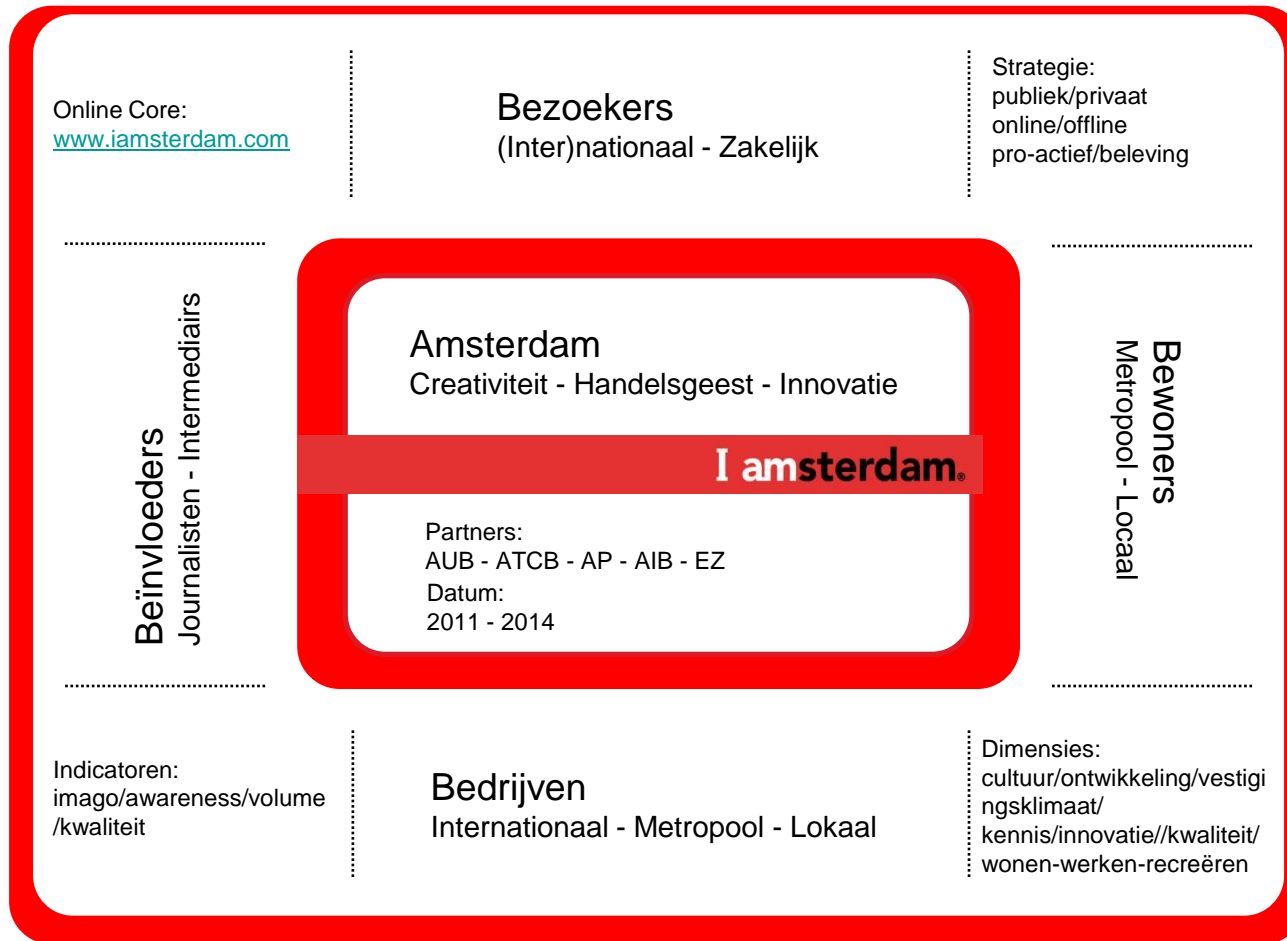 Online Core:
www.iamsterdam.com
Bezoekers
(Inter)nationaal - Zakelijk
Strategie:
publiek/privaat
online/offline
pro-actief/beleving
Beïnvloeders
Journalisten - Intermediairs
Amsterdam
Creativiteit - Handelsgeest - Innovatie
I amsterdam®
Partners:
AUB - ATCB - AP - AIB - EZ
Datum:
2011 - 2014
Bewoners
Metropool - Locaal
Indicatoren:
imago/awareness/volume
/kwaliteit
Bedrijven
Internationaal - Metropool - Lokaal
Dimensies:
cultuur/ontwikkeling/vestigi
ngsklimaat/
kennis/innovatie//kwaliteit/
wonen-werken-recreëren